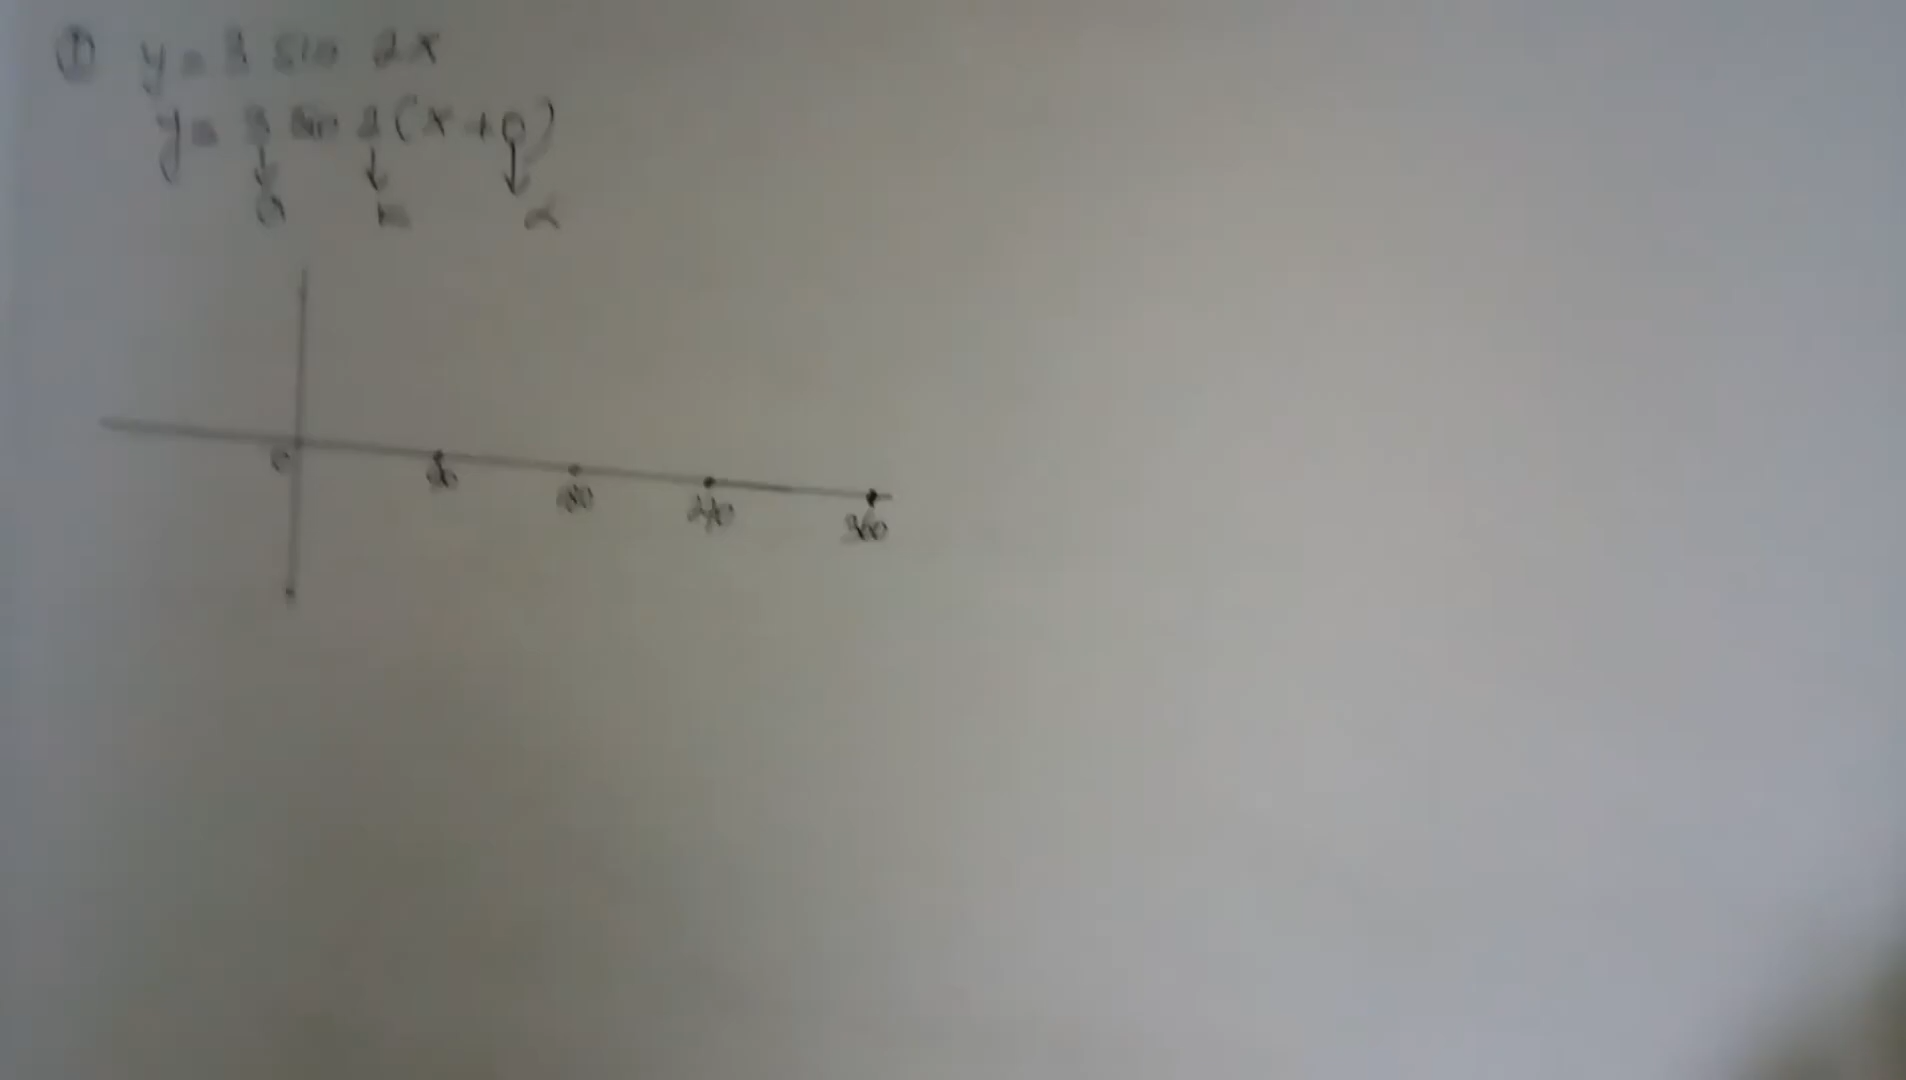 ① y = 3 sin 2x
y = 3 sin 2(x+0)
a k α
0 90 180 270 360